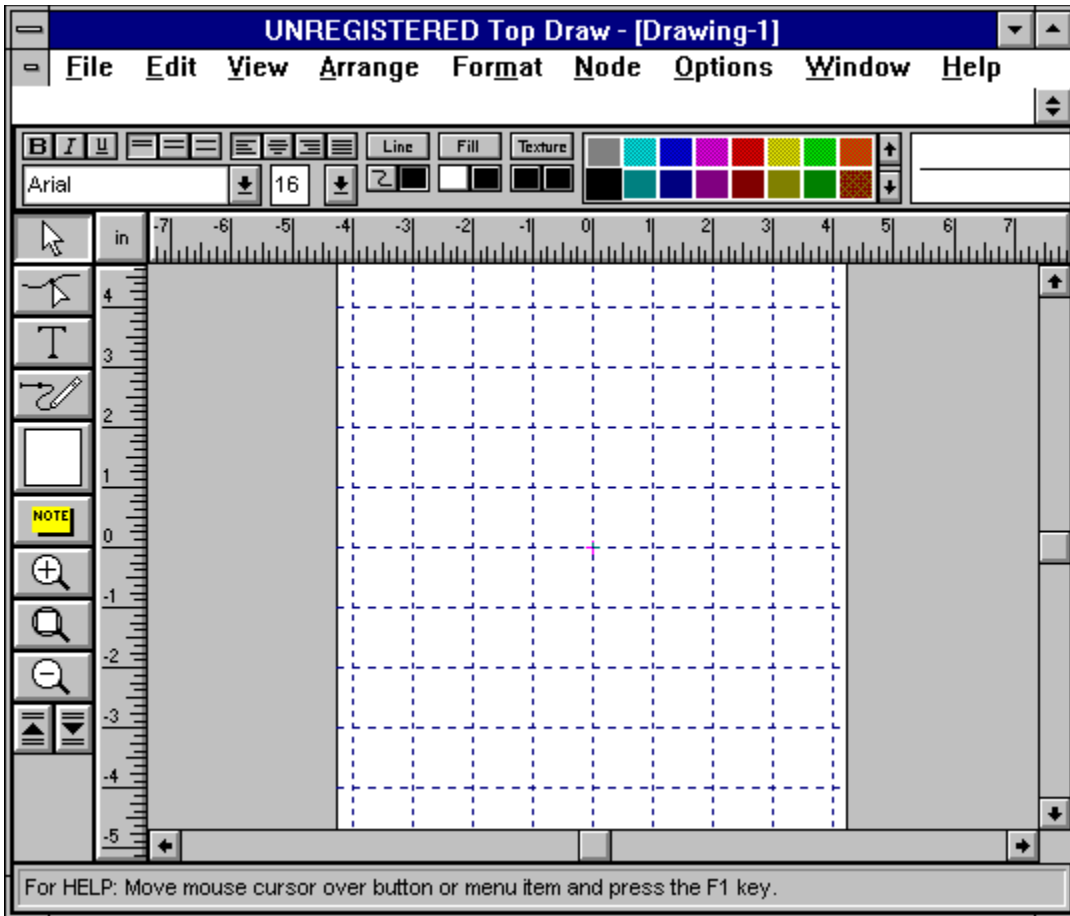 UNREGISTERED Top Draw - [Drawing-1]
File Edit View Arrange Format Node Options Window Help
B I U Line Fill Texture
Arial 16
in -7 -6 -5 -4 -3 -2 -1 0 1 2 3 4 5 6 7
4
T
3
2
1
NOTE
0
-1
-2
-3
-4
-5
For HELP: Move mouse cursor over button or menu item and press the F1 key.